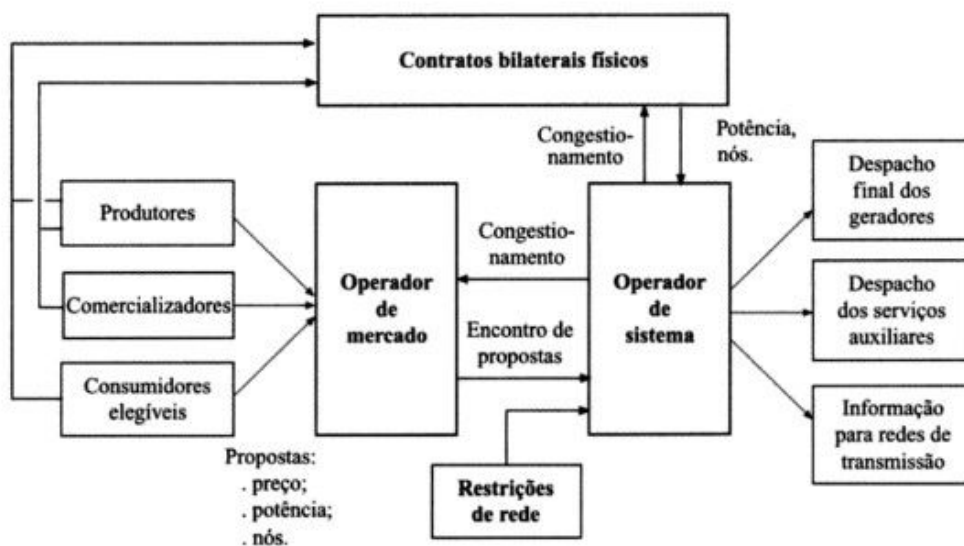 Contratos bilaterais físicos
Congestio-
namento
Potência,
nós.
Produtores
Comercializadores
Consumidores
elegíveis
Propostas:
. preço;
. potência;
. nós.
Operador
de
mercado
Congestio-
namento
Encontro de
propostas
Restrições
de rede
Operador
de
sistema
Despacho
final dos
geradores
Despacho
dos serviços
auxiliares
Informação
para redes de
transmissão